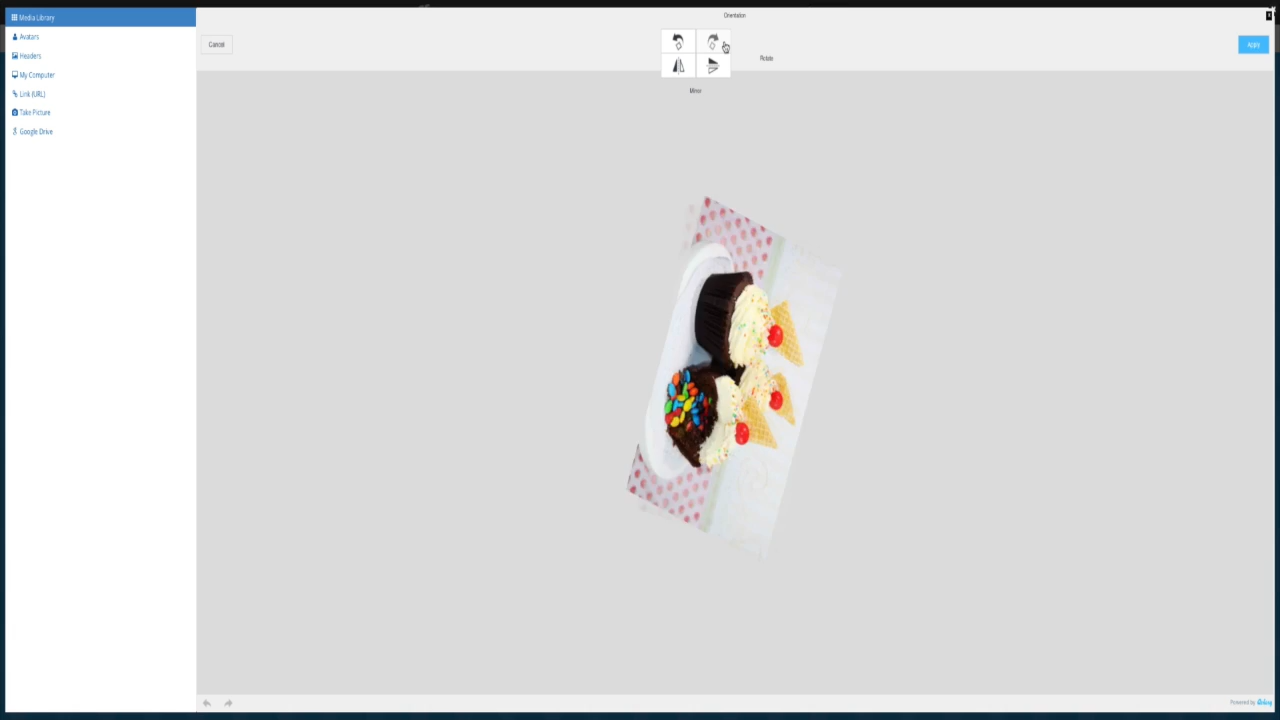 Media Library
Avatars
Headers
My Computer
Link (URL)
Take Picture
Google Drive
Orientation
Cancel
Apply
Rotate
Mirror
Powered by